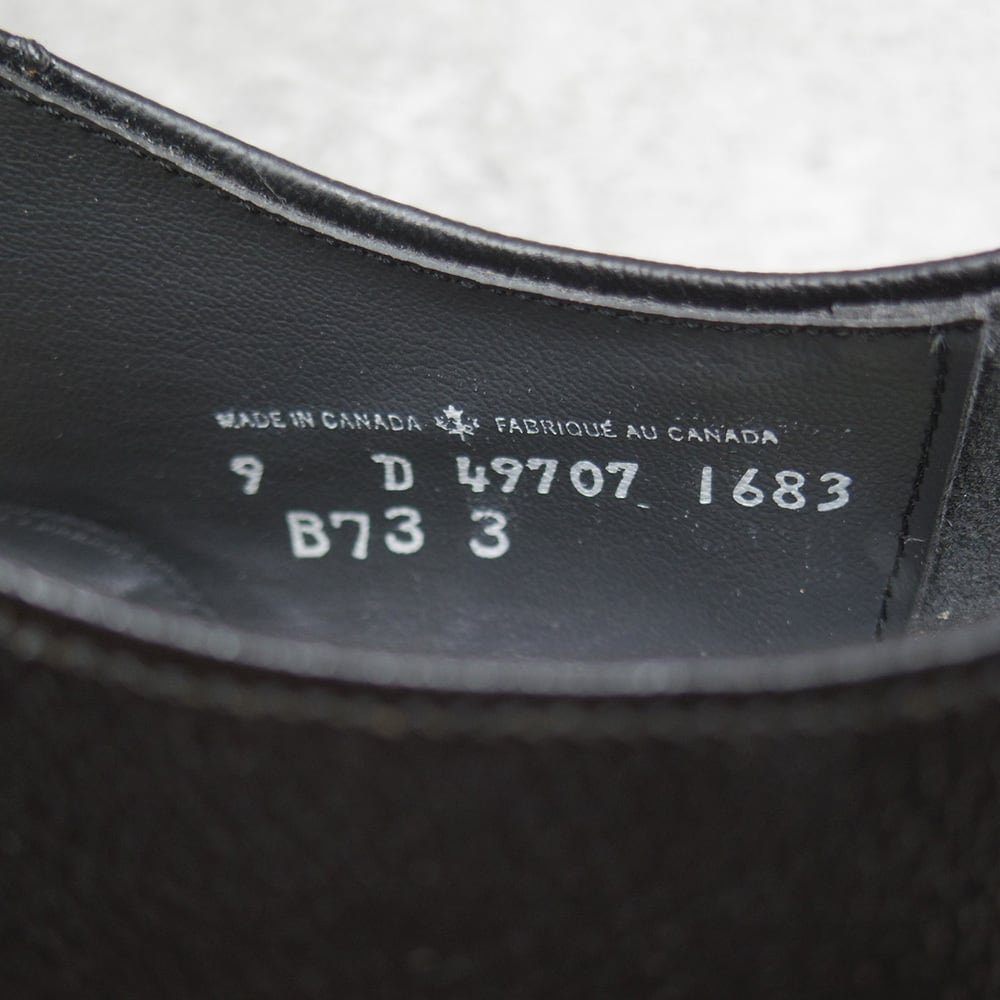 MADE IN CANADA FABRIQUÉ AU CANADA
9 D 49707 1683
B73 3